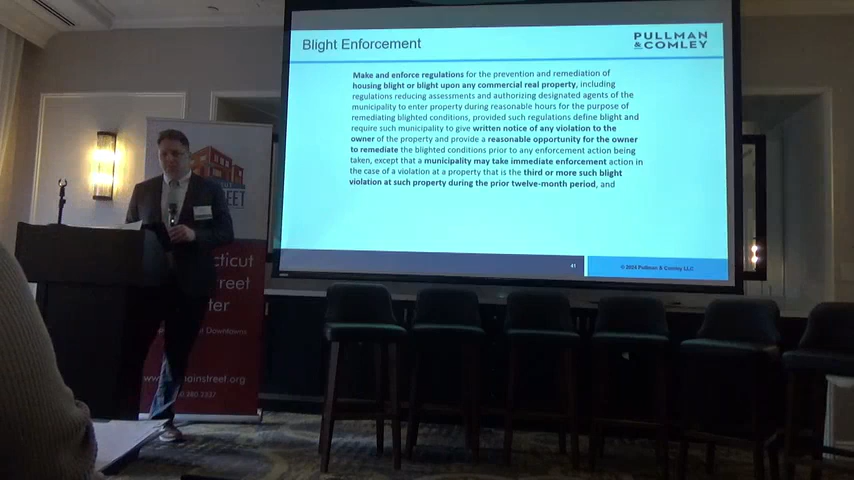 Blight Enforcement
PULLMAN
& COMLEY
Make and enforce regulations for the prevention and remediation of
housing blight or blight upon any commercial real property, including
regulations reducing assessments and authorizing designated agents of the
municipality to enter property during reasonable hours for the purpose of
remediating blighted conditions, provided such regulations define blight and
require such municipality to give written notice of any violation to the
owner of the property and provide a reasonable opportunity for the owner
to remediate the blighted conditions prior to any enforcement action being
taken, except that a municipality may take immediate enforcement action in
the case of a violation at a property that is the third or more such blight
violation at such property during the prior twelve-month period, and
41
© 2024 Pullman & Comley LLC
REET
cticut
reet
ter
Downtowns
ainstreet.org